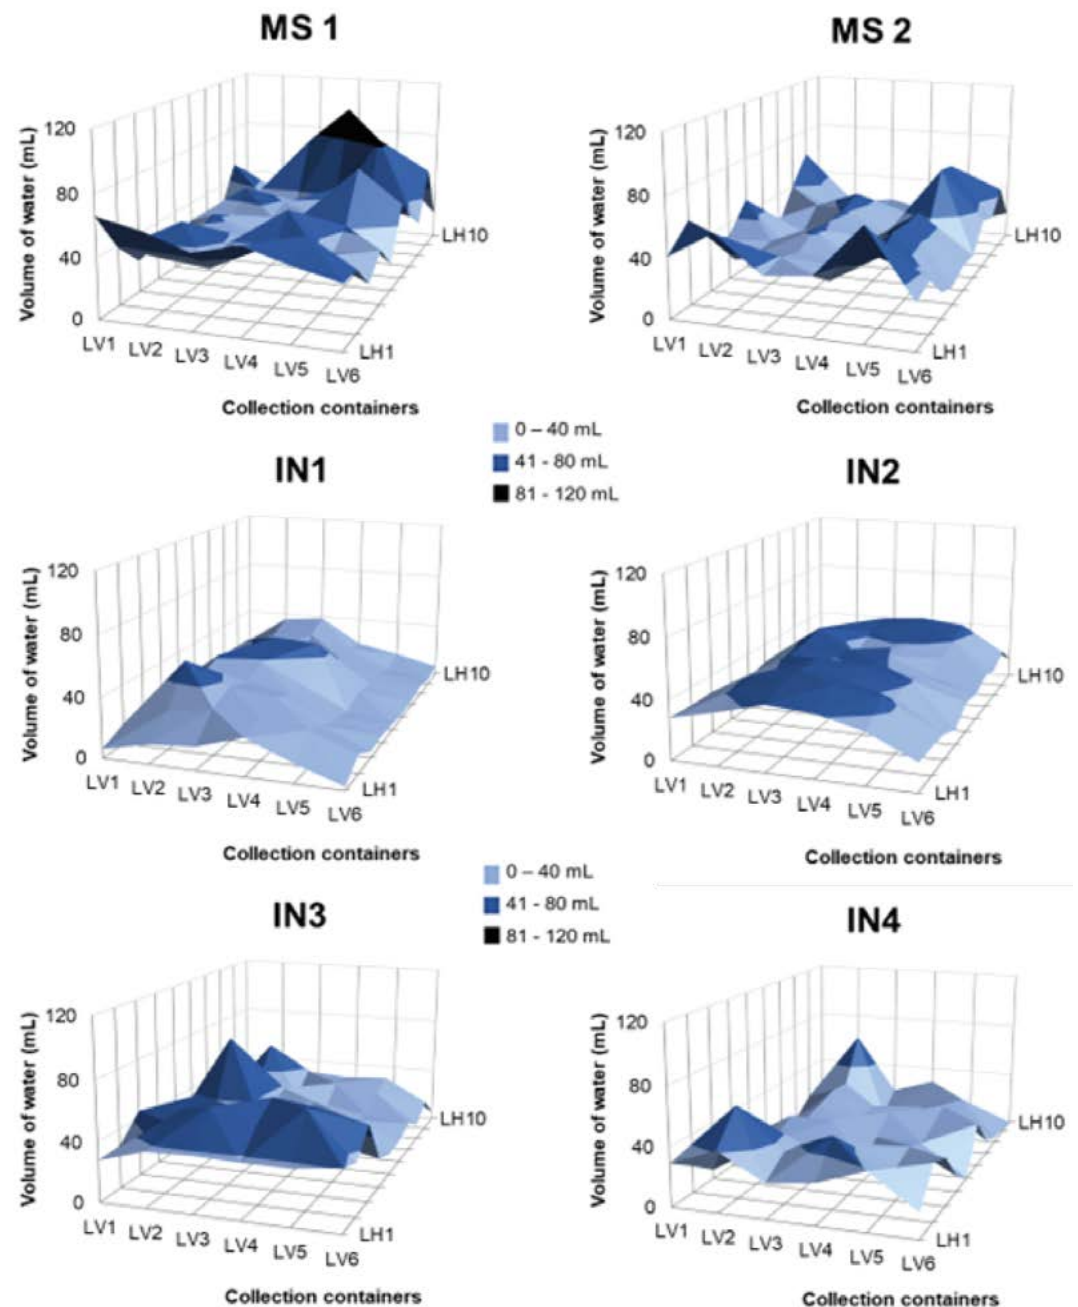 MS 1
Volume of water (mL)
120
80
40
0
LV1 LV2 LV3 LV4 LV5 LV6
LH1
LH10
Collection containers
MS 2
Volume of water (mL)
120
80
40
0
LV1 LV2 LV3 LV4 LV5 LV6
LH1
LH10
Collection containers
0 – 40 mL
41 - 80 mL
81 - 120 mL
IN1
Volume of water (mL)
120
80
40
0
LV1 LV2 LV3 LV4 LV5 LV6
LH1
LH10
Collection containers
IN2
Volume of water (mL)
120
80
40
0
LV1 LV2 LV3 LV4 LV5 LV6
LH1
LH10
Collection containers
0 – 40 mL
41 - 80 mL
81 - 120 mL
IN3
Volume of water (mL)
120
80
40
0
LV1 LV2 LV3 LV4 LV5 LV6
LH1
LH10
Collection containers
IN4
Volume of water (mL)
120
80
40
0
LV1 LV2 LV3 LV4 LV5 LV6
LH1
LH10
Collection containers